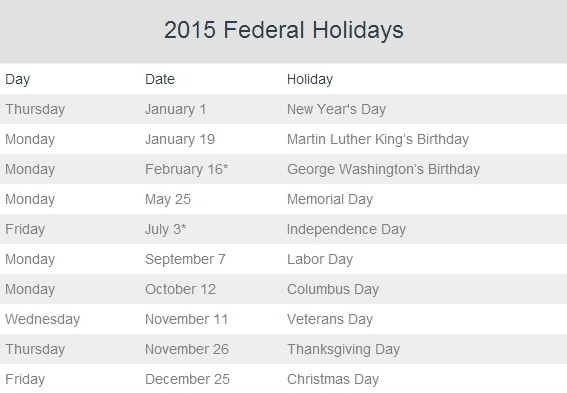 2015 Federal Holidays
Day Date Holiday
Thursday January 1 New Year's Day
Monday January 19 Martin Luther King’s Birthday
Monday February 16* George Washington’s Birthday
Monday May 25 Memorial Day
Friday July 3* Independence Day
Monday September 7 Labor Day
Monday October 12 Columbus Day
Wednesday November 11 Veterans Day
Thursday November 26 Thanksgiving Day
Friday December 25 Christmas Day